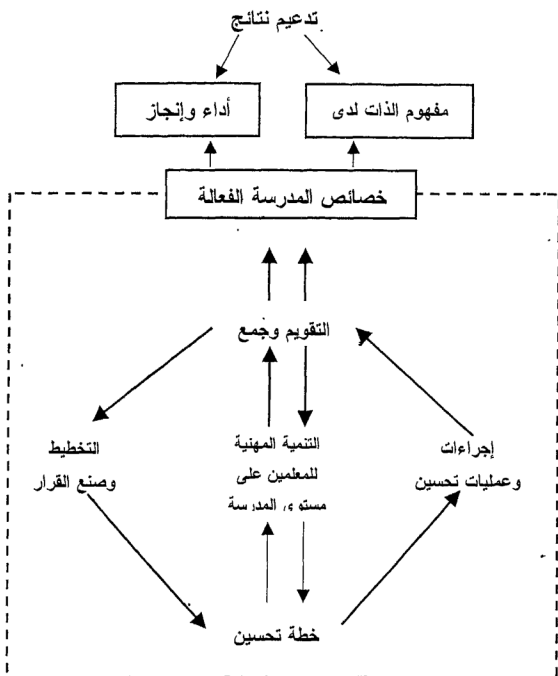 تدعيم نتائج
مفهوم الذات لدى
أداء وإنجاز
خصائص المدرسة الفعالة
التقويم وجمع
إجراءات
وعمليات تحسين
التنمية المهنية
للمعلمين على
مستوى المدرسة
التخطيط
وصنع القرار
خطة تحسين